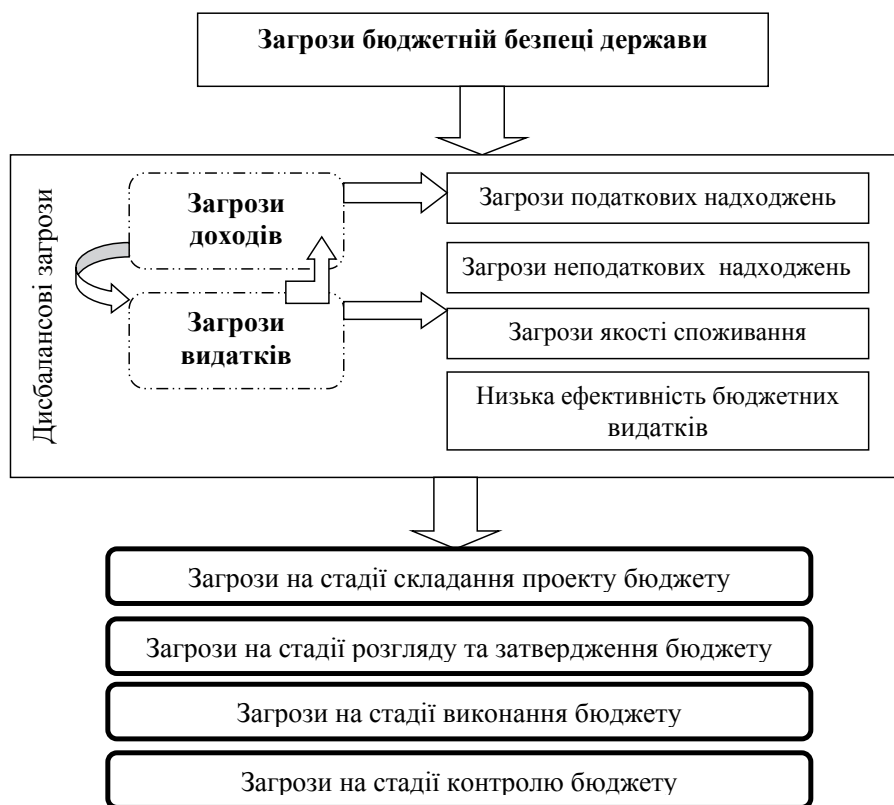 Загрози бюджетній безпеці держави
Дисбалансові загрози
Загрози
доходів
Загрози
видатків
Загрози податкових надходжень
Загрози неподаткових надходжень
Загрози якості споживання
Низька ефективність бюджетних
видатків
Загрози на стадії складання проекту бюджету
Загрози на стадії розгляду та затвердження бюджету
Загрози на стадії виконання бюджету
Загрози на стадії контролю бюджету